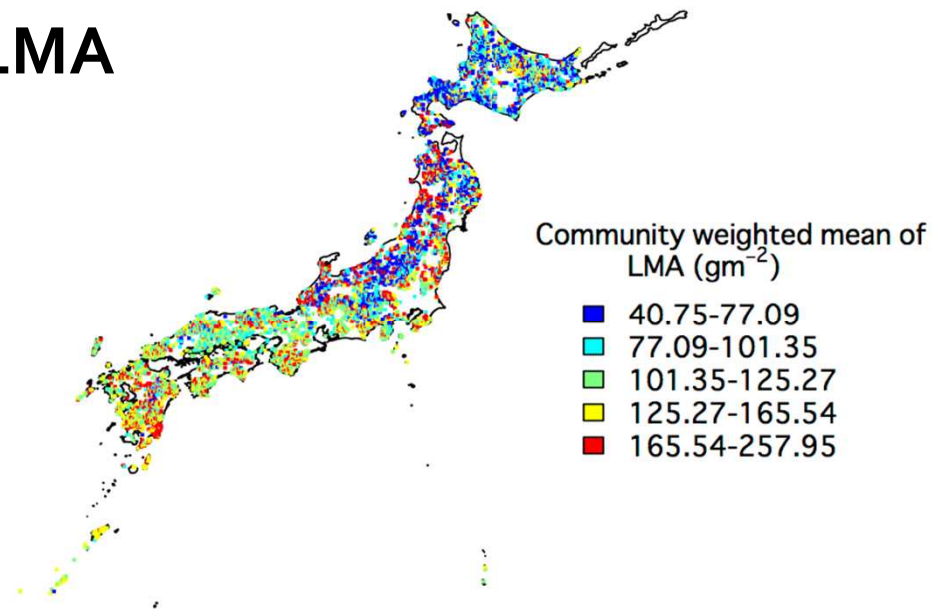 LMA
Community weighted mean of
LMA (gm⁻²)
40.75-77.09
77.09-101.35
101.35-125.27
125.27-165.54
165.54-257.95